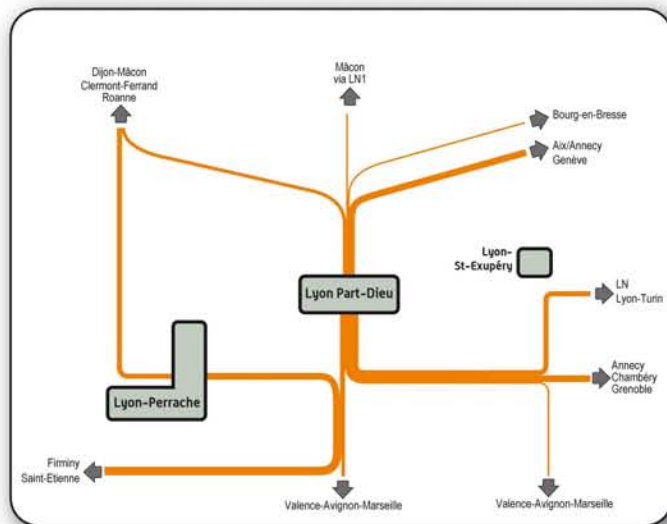 Dijon-Mâcon
Clermont-Ferrand
Roanne
Mâcon
via LN1
Bourg-en-Bresse
Aix/Annecy
Genève
Lyon-
St-Exupéry
Lyon Part-Dieu
LN
Lyon-Turin
Annecy
Chambéry
Grenoble
Lyon-Perrache
Firminy
Saint-Etienne
Valence-Avignon-Marseille
Valence-Avignon-Marseille